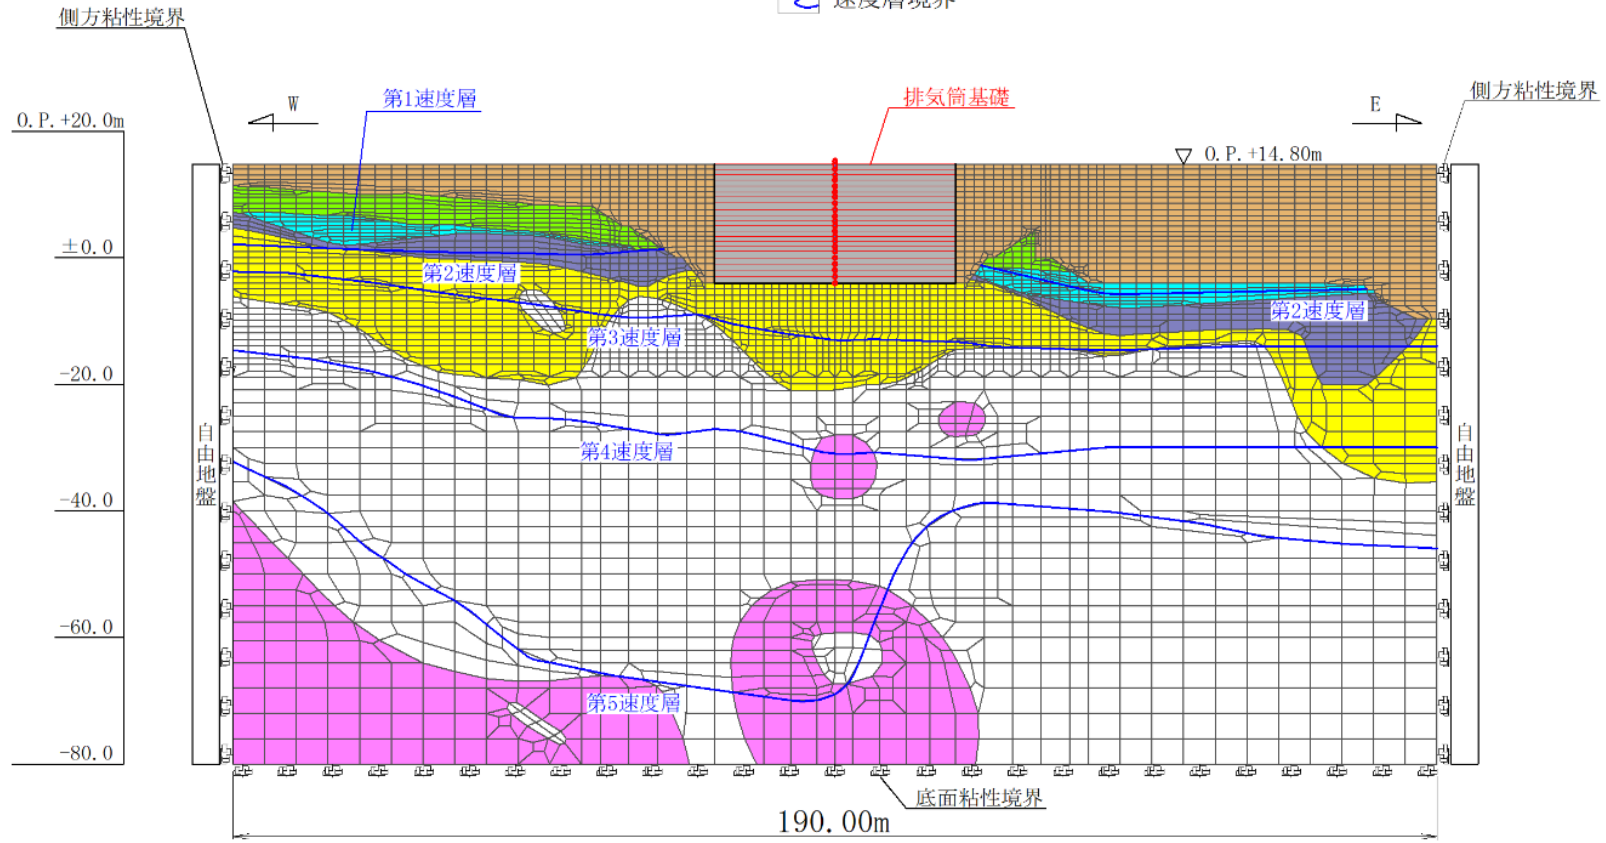 速度層境界
側方粘性境界
第1速度層
排気筒基礎
側方粘性境界
W
E
O.P.+20.0m
O.P.+14.80m
±0.0
第2速度層
第2速度層
第3速度層
-20.0
自由地盤
自由地盤
第4速度層
-40.0
-60.0
第5速度層
-80.0
底面粘性境界
190.00m